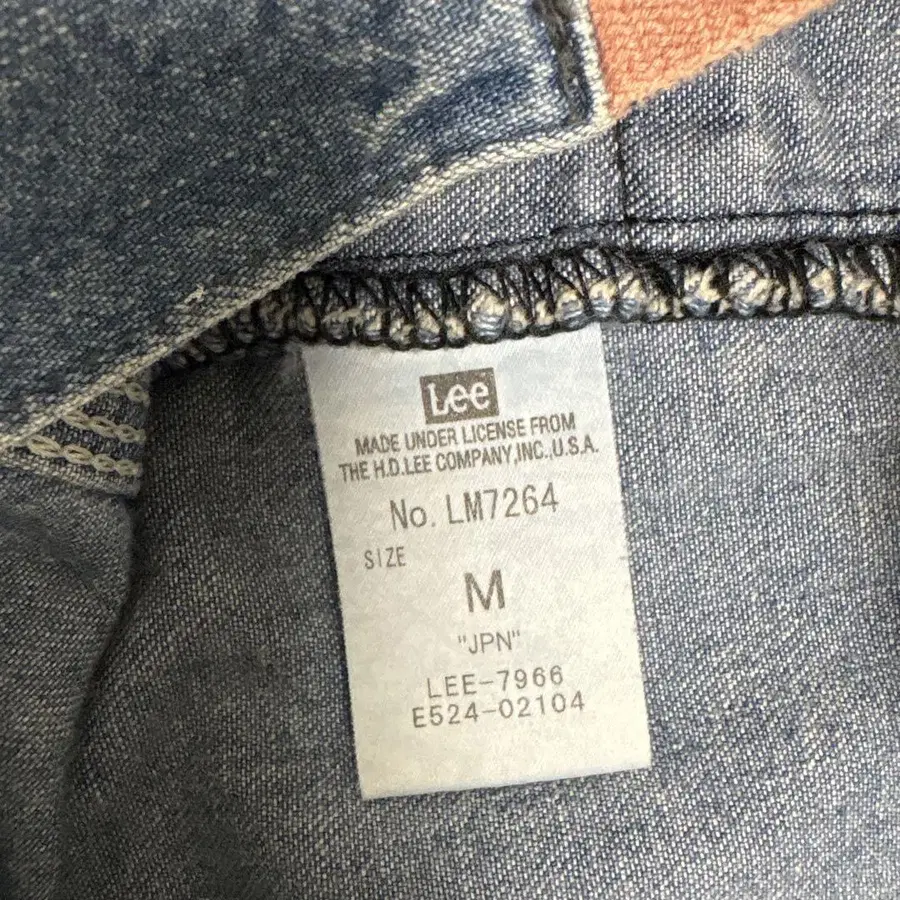 Lee
MADE UNDER LICENSE FROM
THE H.D.LEE COMPANY,INC.,U.S.A.
No. LM7264
SIZE
M
"JPN"
LEE-7966
E524-02104